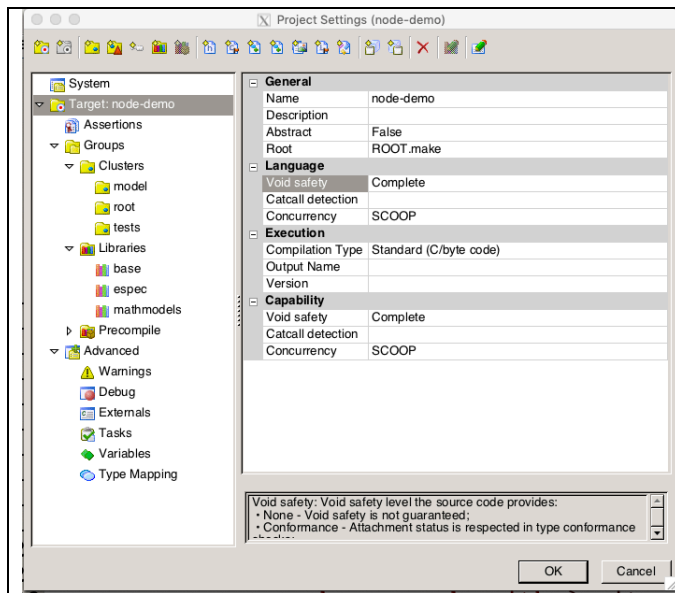 Project Settings (node-demo)
System
Target: node-demo
Assertions
Groups
Clusters
model
root
tests
Libraries
base
espec
mathmodels
Precompile
Advanced
Warnings
Debug
Externals
Tasks
Variables
Type Mapping
General
Name node-demo
Description
Abstract False
Root ROOT.make
Language
Void safety Complete
Catcall detection
Concurrency SCOOP
Execution
Compilation Type Standard (C/byte code)
Output Name
Version
Capability
Void safety Complete
Catcall detection
Concurrency SCOOP
Void safety: Void safety level the source code provides:
• None - Void safety is not guaranteed;
• Conformance - Attachment status is respected in type conformance
OK Cancel